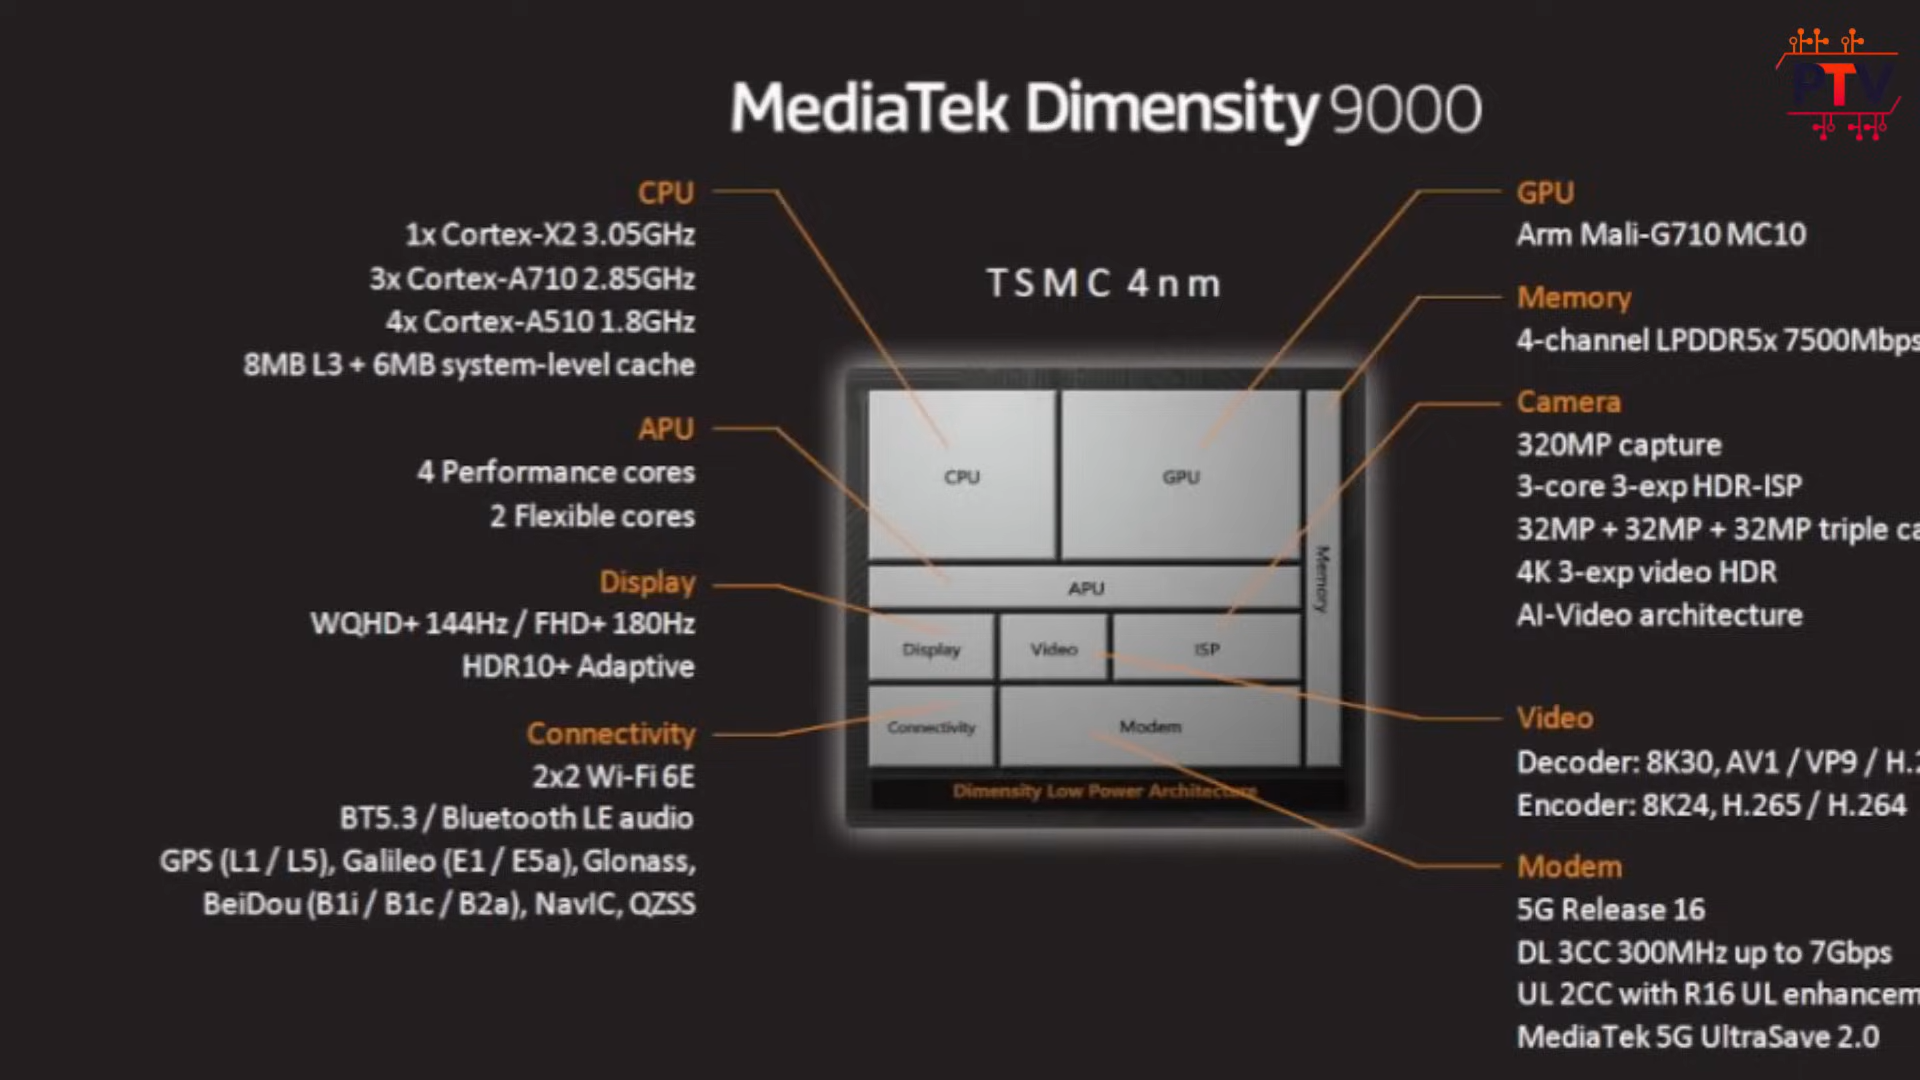 PTV
MediaTek Dimensity 9000
CPU
1x Cortex-X2 3.05GHz
3x Cortex-A710 2.85GHz
4x Cortex-A510 1.8GHz
8MB L3 + 6MB system-level cache
APU
4 Performance cores
2 Flexible cores
Display
WQHD+ 144Hz / FHD+ 180Hz
HDR10+ Adaptive
Connectivity
2x2 Wi-Fi 6E
BT5.3 / Bluetooth LE audio
GPS (L1 / L5), Galileo (E1 / E5a), Glonass,
BeiDou (B1i / B1c / B2a), NavIC, QZSS
TSMC 4nm
CPU
GPU
Memory
APU
Display
Video
ISP
Connectivity
Modem
Dimensity Low Power Architecture
GPU
Arm Mali-G710 MC10
Memory
4-channel LPDDR5x 7500Mbps
Camera
320MP capture
3-core 3-exp HDR-ISP
32MP + 32MP + 32MP triple
4K 3-exp video HDR
AI-Video architecture
Video
Decoder: 8K30, AV1 / VP9 /
Encoder: 8K24, H.265 / H.264
Modem
5G Release 16
DL 3CC 300MHz up to 7Gbps
UL 2CC with R16 UL
MediaTek 5G UltraSave 2.0